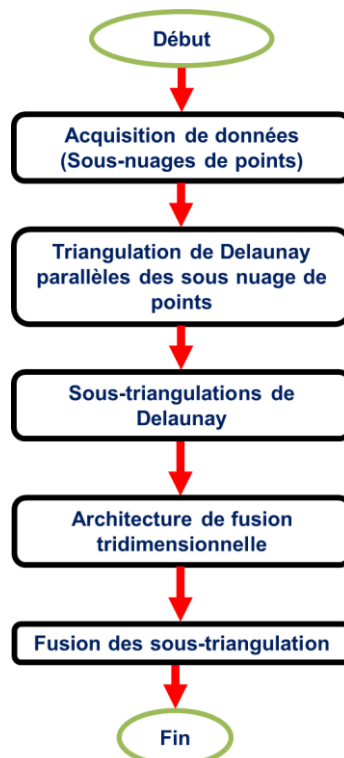 Début
Acquisition de données
(Sous-nuages de points)
Triangulation de Delaunay
parallèles des sous nuage de
points
Sous-triangulations de
Delaunay
Architecture de fusion
tridimensionnelle
Fusion des sous-triangulation
Fin